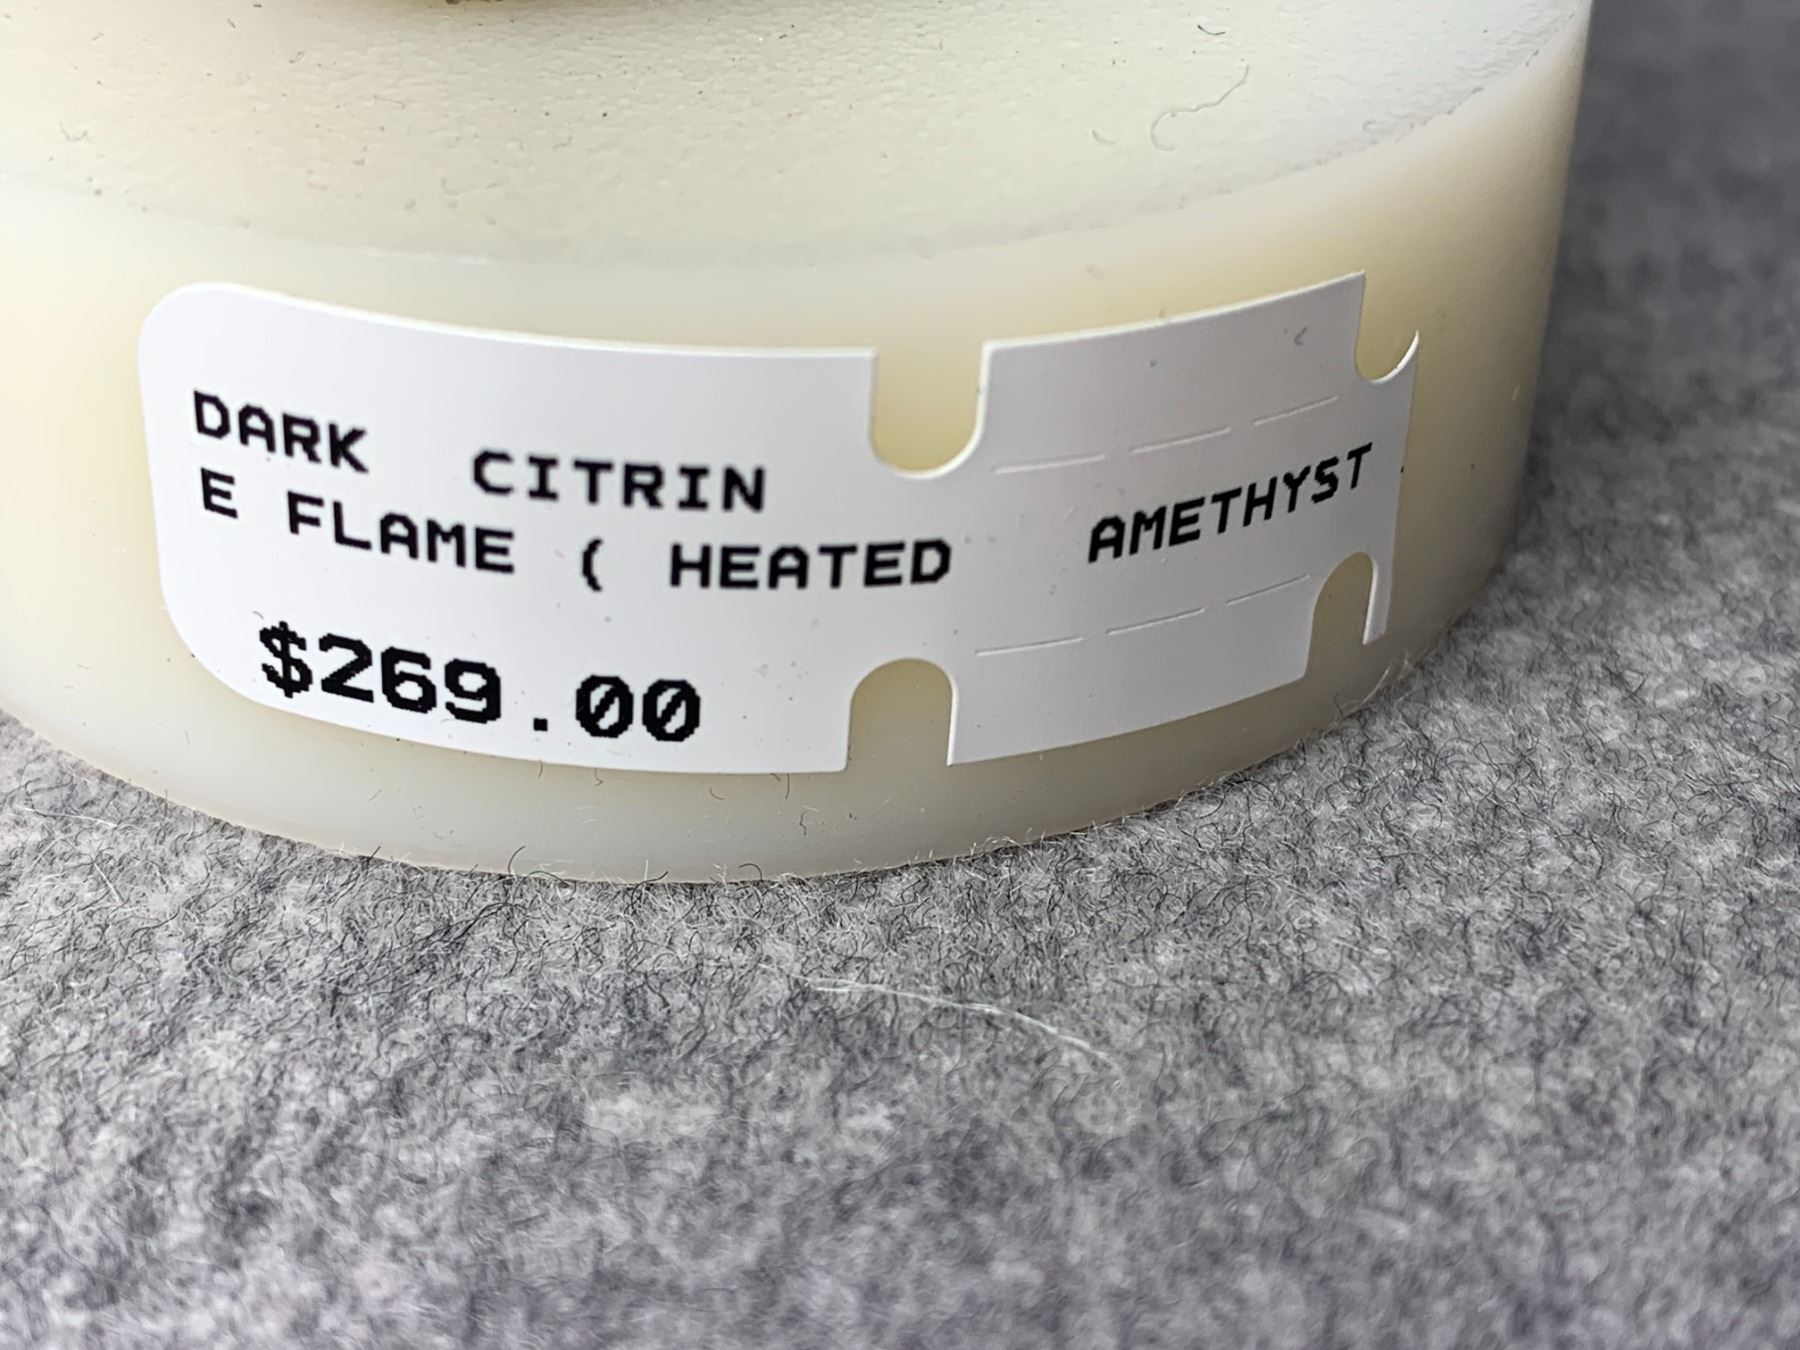 DARK CITRIN
E FLAME ( HEATED AMETHYST
$269.00